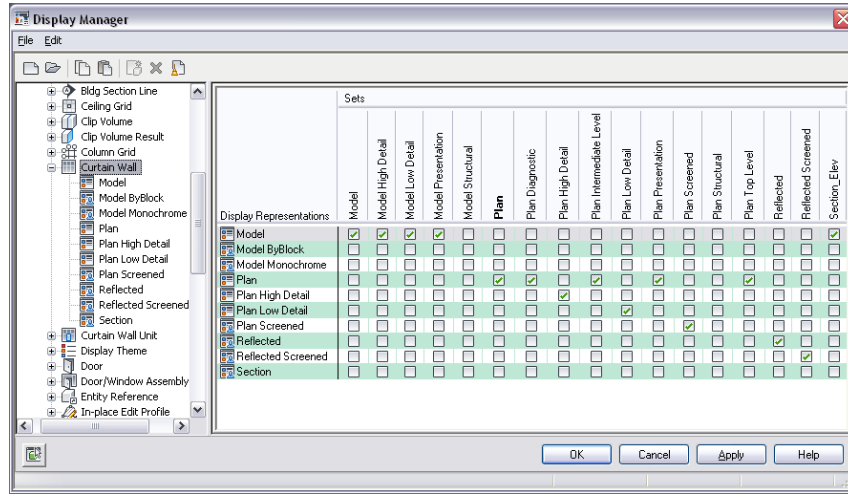 Display Manager
File Edit
Bldg Section Line
Ceiling Grid
Clip Volume
Clip Volume Result
Column Grid
Curtain Wall
Model
Model ByBlock
Model Monochrome
Plan
Plan High Detail
Plan Low Detail
Plan Screened
Reflected
Reflected Screened
Section
Curtain Wall Unit
Display Theme
Door
Door/Window Assembly
Entity Reference
In-place Edit Profile
Sets
Display Representations
Model
Model High Detail
Model Low Detail
Model Presentation
Model Structural
Plan
Plan Diagnostic
Plan High Detail
Plan Intermediate Level
Plan Low Detail
Plan Presentation
Plan Screened
Plan Structural
Plan Top Level
Reflected
Reflected Screened
Section_Elev
Model
Model ByBlock
Model Monochrome
Plan
Plan High Detail
Plan Low Detail
Plan Screened
Reflected
Reflected Screened
Section
OK Cancel Apply Help